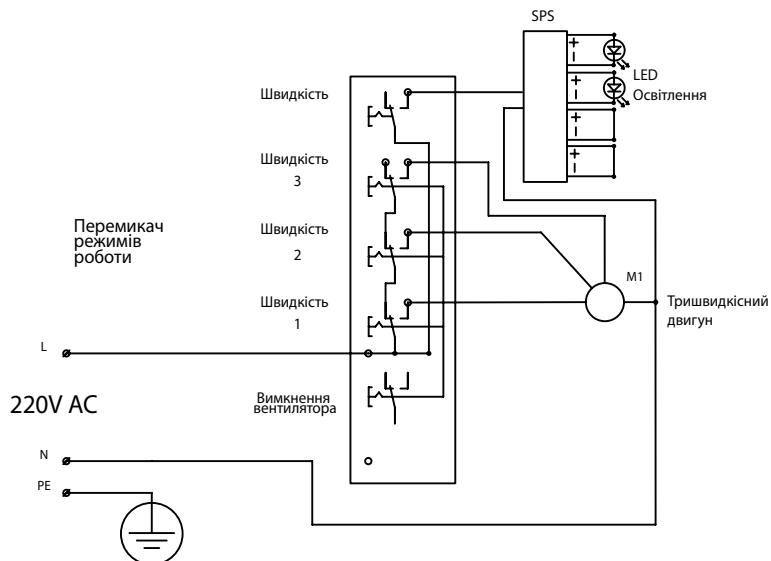 SPS
LED
Освітлення
Швидкість
Швидкість
3
Перемикач
режимів
роботи
Швидкість
2
M1
Швидкість
1
Тришвидкісний
двигун
L
220V AC
Вимкнення
вентилятора
N
PE